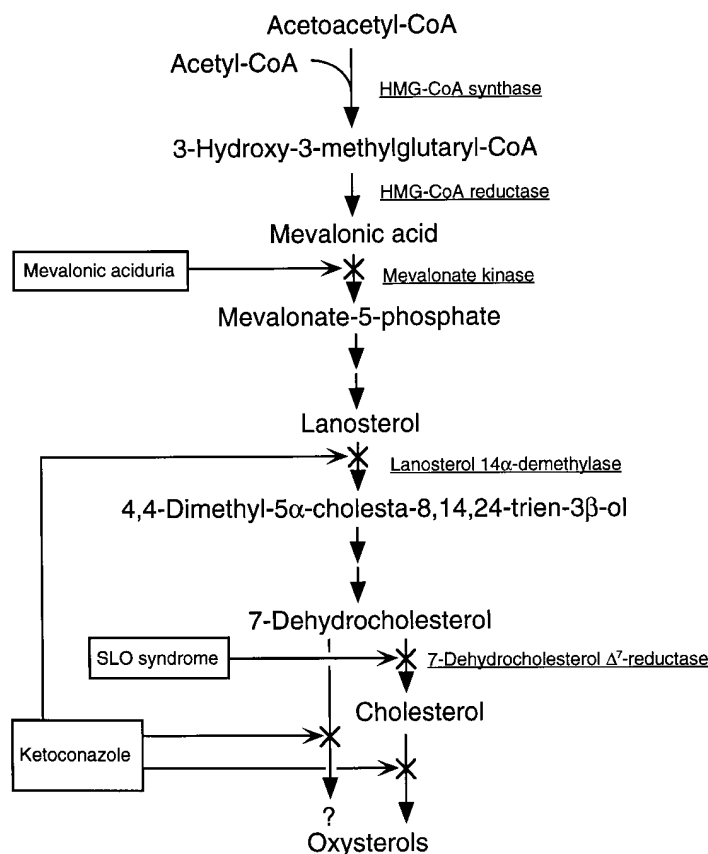 Acetoacetyl-CoA
Acetyl-CoA
HMG-CoA synthase
3-Hydroxy-3-methylglutaryl-CoA
HMG-CoA reductase
Mevalonic acid
Mevalonic aciduria
Mevalonate kinase
Mevalonate-5-phosphate
Lanosterol
Lanosterol 14α-demethylase
4,4-Dimethyl-5α-cholesta-8,14,24-trien-3β-ol
7-Dehydrocholesterol
SLO syndrome
7-Dehydrocholesterol Δ⁷-reductase
Cholesterol
Ketoconazole
?
Oxysterols